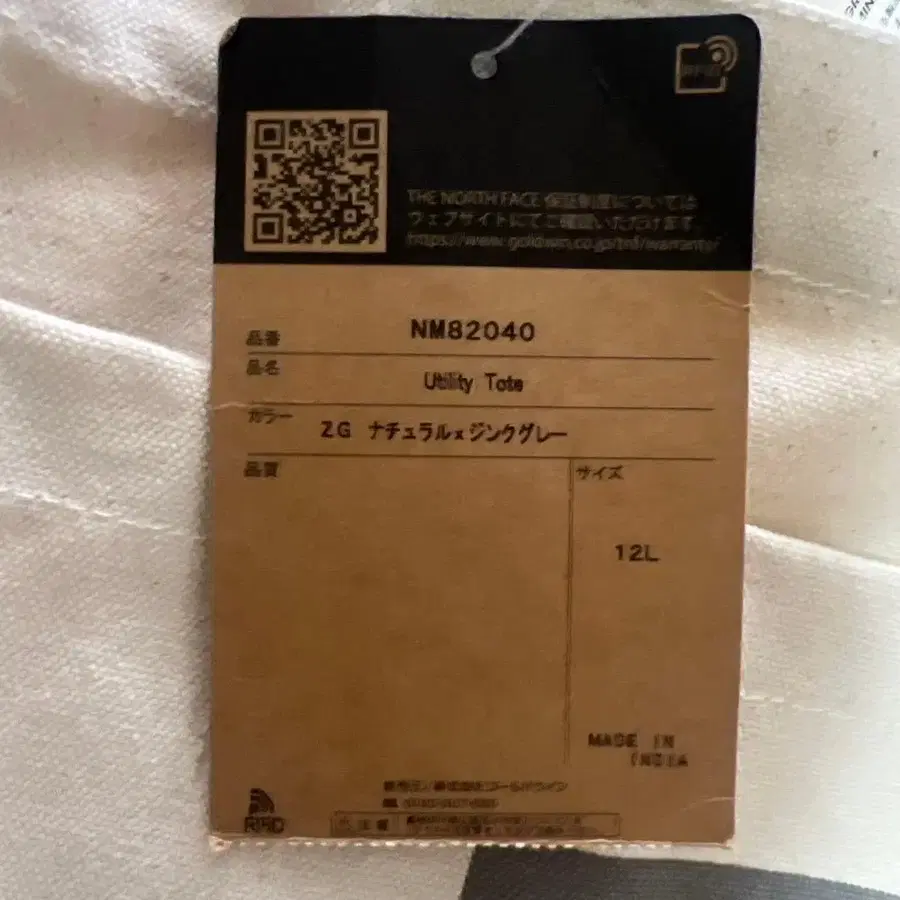 RFID
THE NORTH FACE 保証制度については
ウェブサイトにてご確認いただけます。
https://www.goldwin.co.jp/tnf/warranty/
品番 NM82040
品名 Utility Tote
カラー ZG ナチュラルxジンクグレー
品質
サイズ
12L
MADE IN
INDIA
RFID